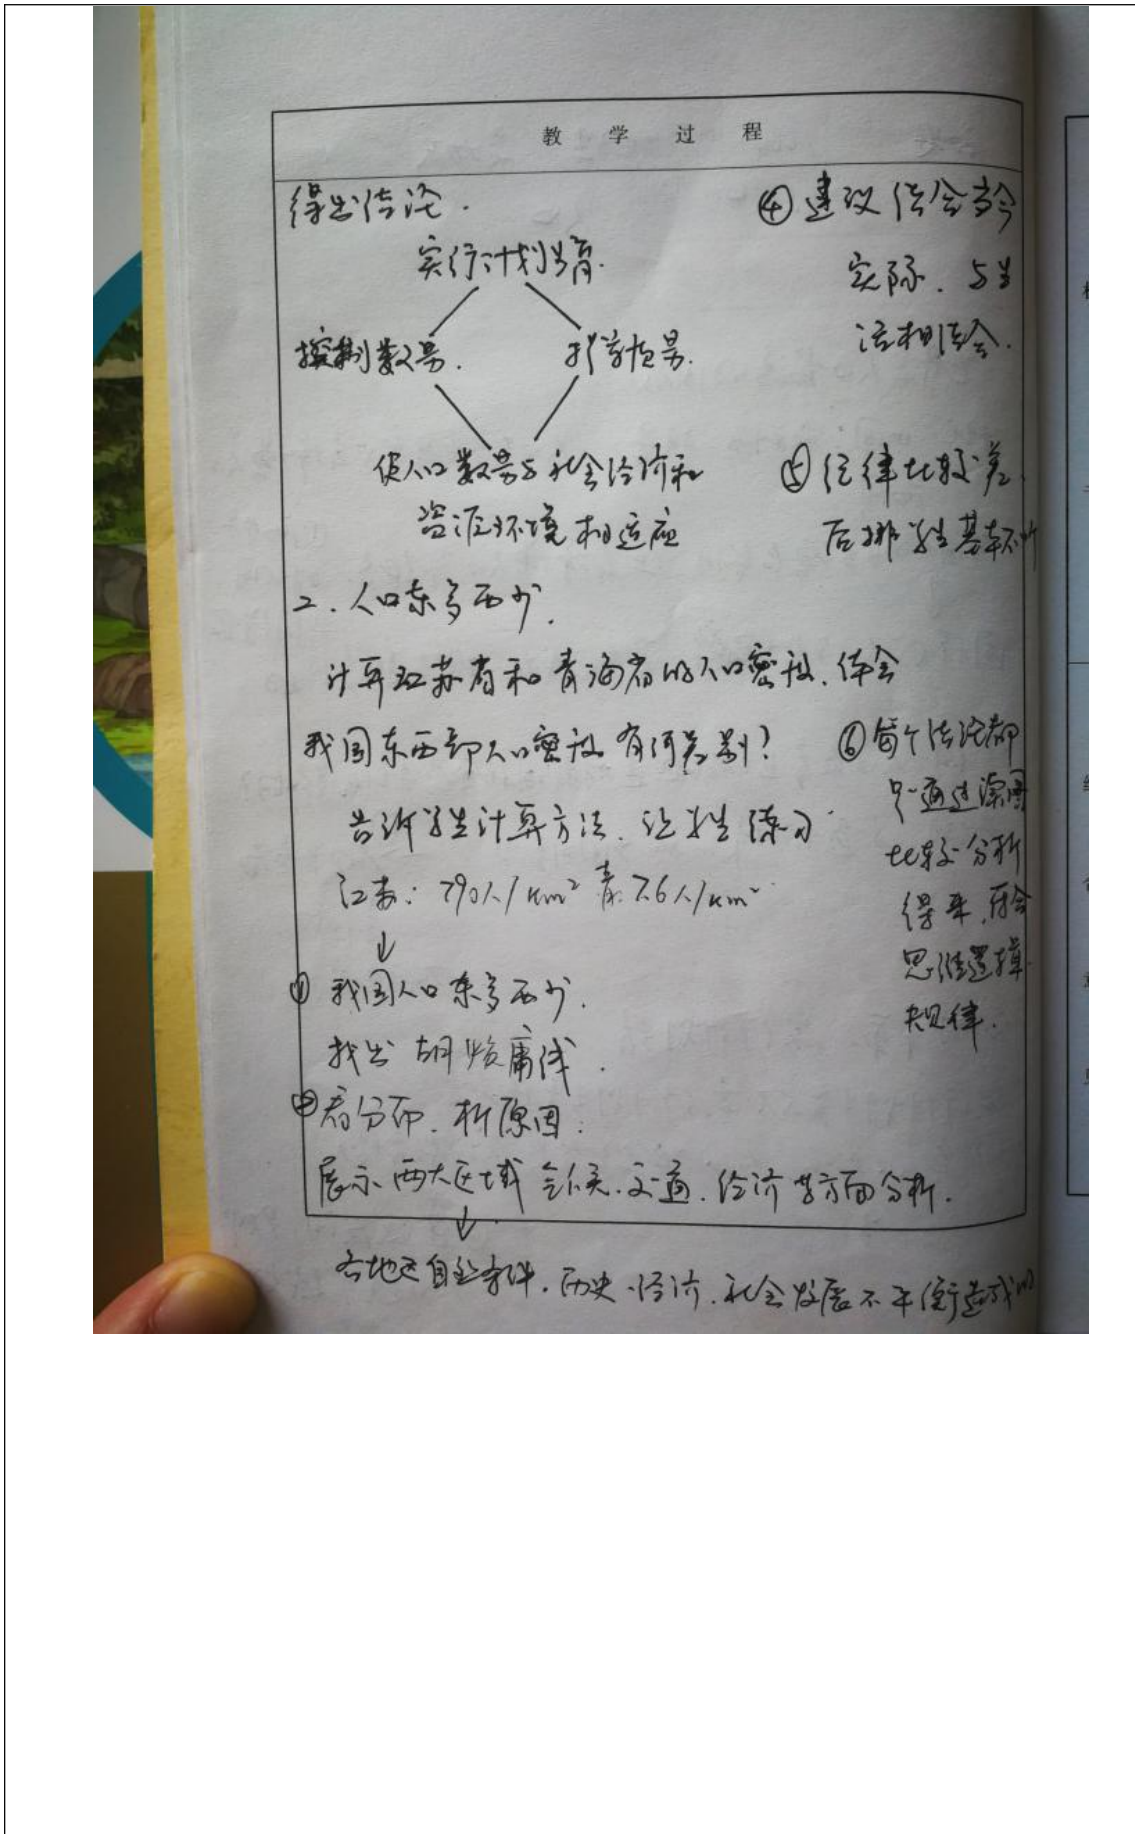 教学过程
得出结论.
实行计划生育.
控制数量.
提高质量.
使人口数量与社会经济和
资源环境相适应
二.人口东多西少.
计算江苏省和青海省的人口密度、体会
我国东西部人口密度有何差别?
告诉学生计算方法、让学生练习.
江苏: 790人/km² 青: 7.6人/km²
↓
① 我国人口东多西少.
找出胡焕庸线.
②看分布、析原因.
展示两大区域气候、交通、经济等方面分析.
↓
各地区自然条件、历史、经济、社会发展不平衡造成的
④ 建议结合当今
实际、与生
活相结合.
⑤ 纪律比较差、
后排学生基本不听
⑥ 每个结论都
是通过读图
比较分析
得来,符合
思维逻辑
规律.